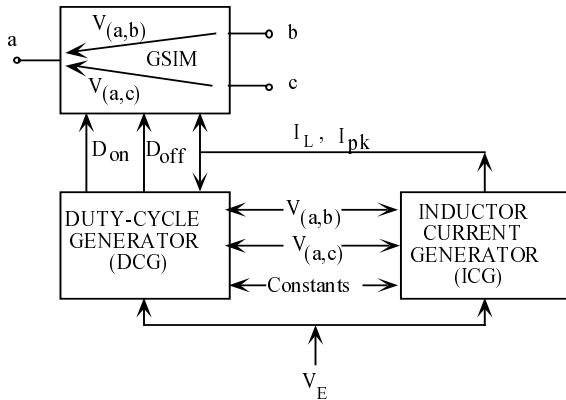 V(a,b)
a
b
GSIM
V(a,c)
c
Don
Doff
IL , Ipk
DUTY-CYCLE
GENERATOR
(DCG)
V(a,b)
V(a,c)
Constants
INDUCTOR
CURRENT
GENERATOR
(ICG)
VE